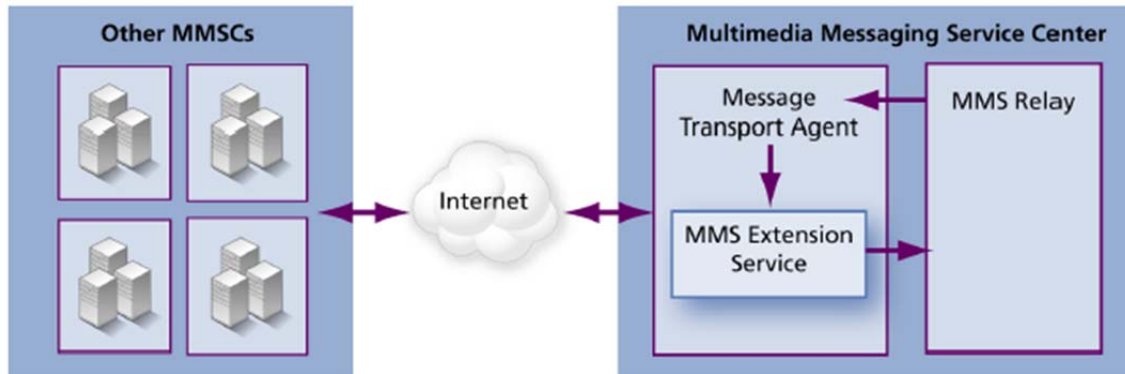 Other MMSCs
Internet
Multimedia Messaging Service Center
Message
Transport Agent
MMS Extension
Service
MMS Relay